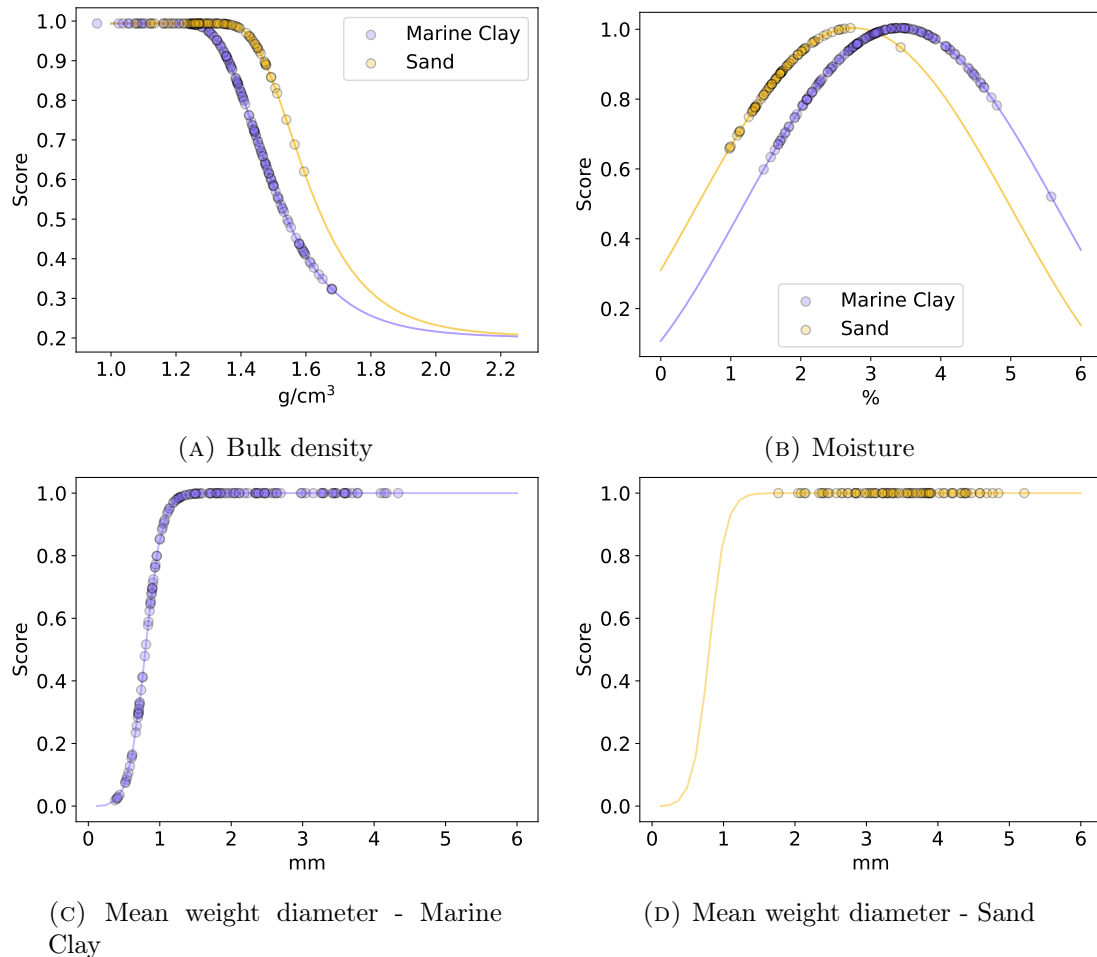 1.0
0.9
0.8
0.7
0.6
0.5
0.4
0.3
0.2
Score
1.0 1.2 1.4 1.6 1.8 2.0 2.2
g/cm³
Marine Clay
Sand
(A) Bulk density
1.0
0.8
0.6
0.4
0.2
Score
0 1 2 3 4 5 6
%
Marine Clay
Sand
(B) Moisture
1.0
0.8
0.6
0.4
0.2
0.0
Score
0 1 2 3 4 5 6
mm
(C) Mean weight diameter - Marine
Clay
1.0
0.8
0.6
0.4
0.2
0.0
Score
0 1 2 3 4 5 6
mm
(D) Mean weight diameter - Sand